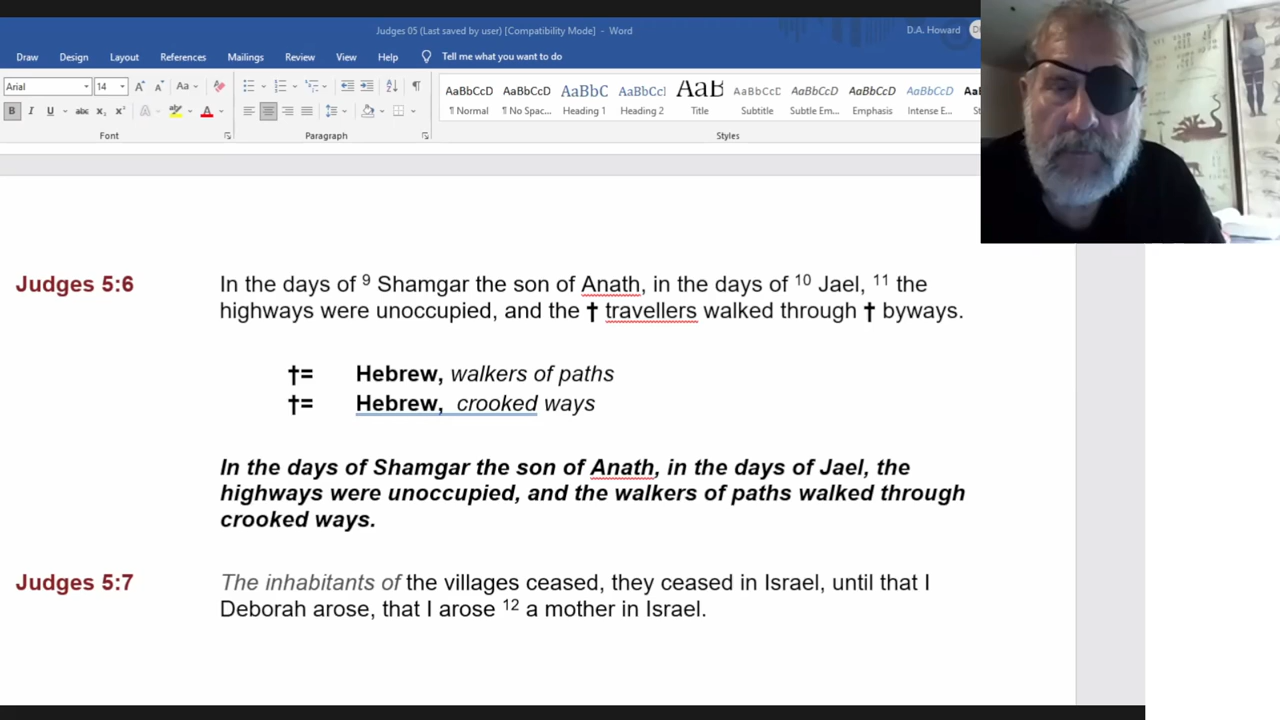 Judges 05 (Last saved by user) [Compatibility Mode] - Word
D.A. Howard
Draw Design Layout References Mailings Review View Help Tell me what you want to do
Arial 14 Aa
AaBbCcD AaBbCcD AaBbC AaBbCc AaB AaBbCcD AaBbCcD AaBbCcD AaBbCcD
¶ Normal ¶ No Spac... Heading 1 Heading 2 Title Subtitle Subtle Em... Emphasis Intense E...
Font Paragraph Styles
Judges 5:6 In the days of 9 Shamgar the son of Anath, in the days of 10 Jael, 11 the
highways were unoccupied, and the † travellers walked through † byways.
†= Hebrew, walkers of paths
†= Hebrew, crooked ways
In the days of Shamgar the son of Anath, in the days of Jael, the
highways were unoccupied, and the walkers of paths walked through
crooked ways.
Judges 5:7 The inhabitants of the villages ceased, they ceased in Israel, until that I
Deborah arose, that I arose 12 a mother in Israel.